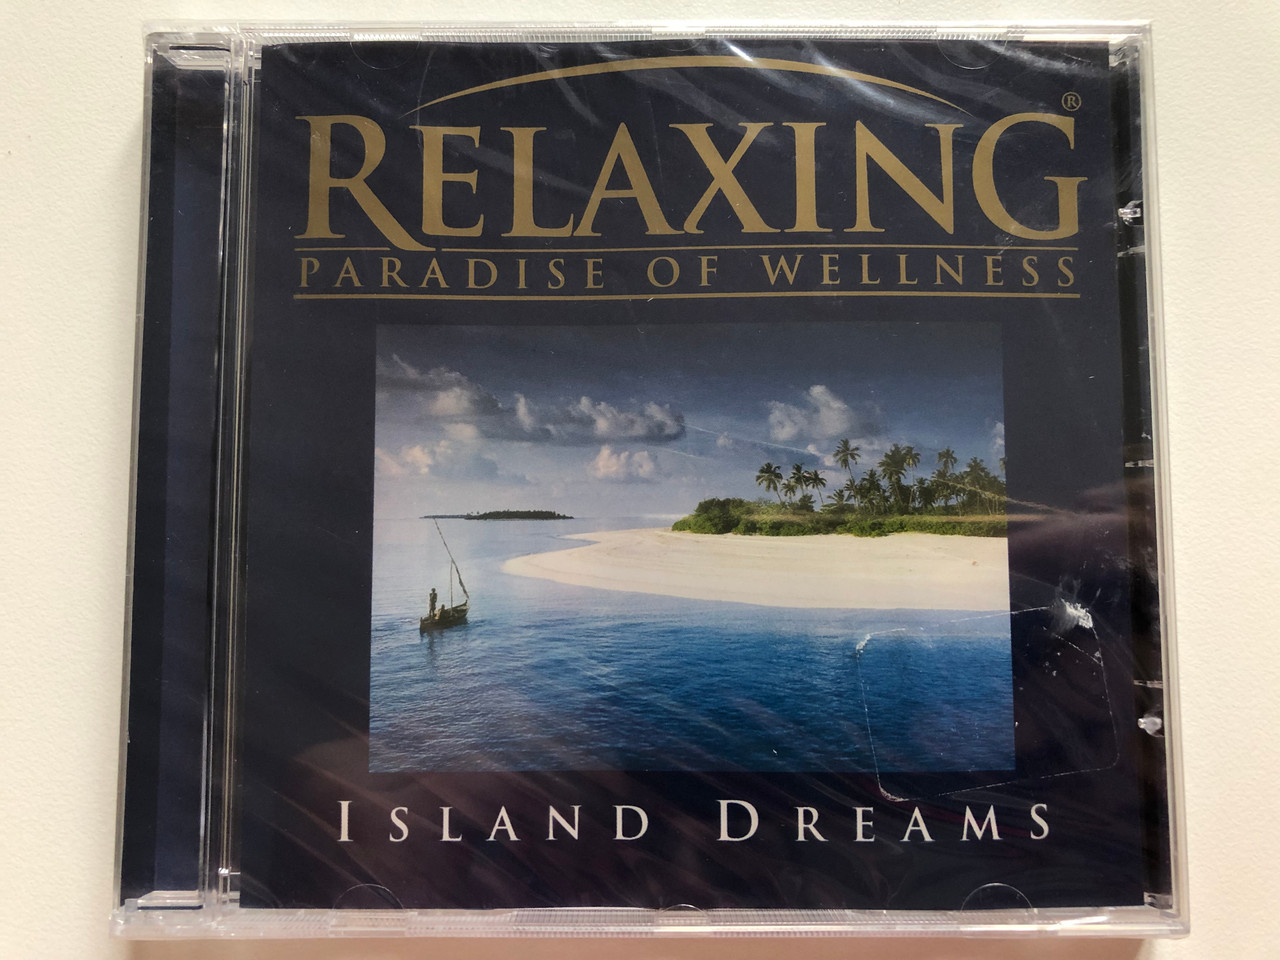 RELAXING®
PARADISE OF WELLNESS
ISLAND DREAMS